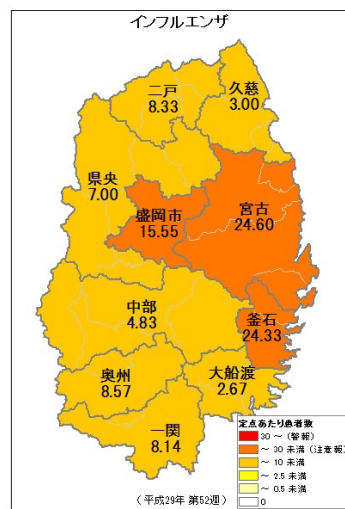 インフルエンザ
二戸
8.33
久慈
3.00
県央
7.00
盛岡市
15.55
宮古
24.60
中部
4.83
釜石
24.33
奥州
8.57
大船渡
2.67
一関
8.14
定点あたり患者数
30 ~ (警報)
~ 30 未満 (注意報)
~ 10 未満
~ 2.5 未満
~ 0.5 未満
0
(平成29年 第52週)